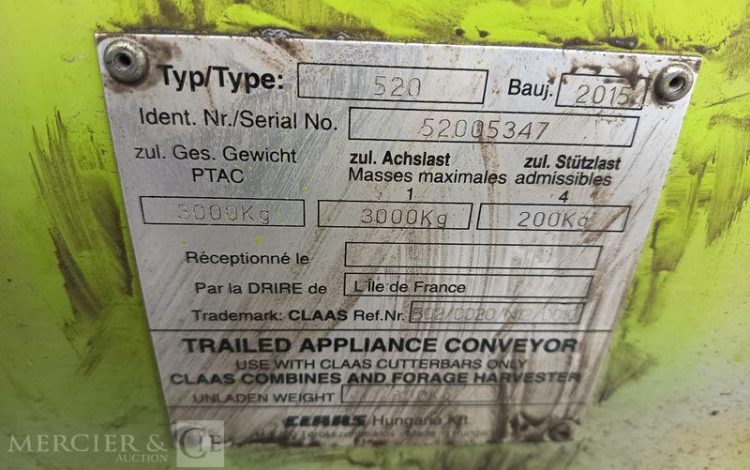 Typ/Type: 520 Bauj. 2015
Ident. Nr./Serial No. 52005347
zul. Ges. Gewicht zul. Achslast zul. Stützlast
PTAC Masses maximales admissibles
1 4
3000Kg 3000Kg 200Kg
Réceptionné le
Par la DRIRE de L'île de France
Trademark: CLAAS Ref.Nr.
TRAILED APPLIANCE CONVEYOR
USE WITH CLAAS CUTTERBARS ONLY
CLAAS COMBINES AND FORAGE HARVESTER
UNLADEN WEIGHT
CLAAS Hungaria Kft.
MERCIER & CIE
AUCTION